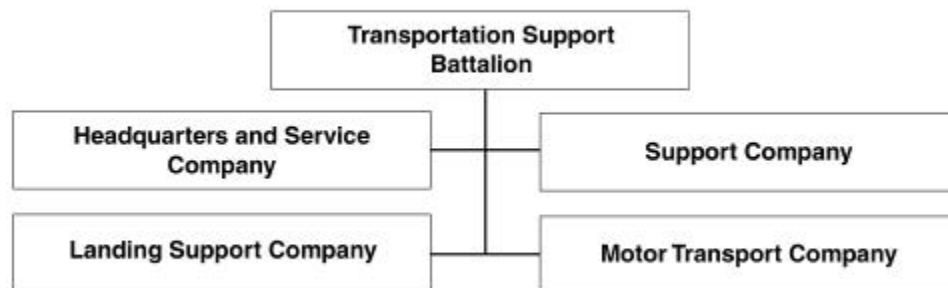 Transportation Support
Battalion
Headquarters and Service
Company
Support Company
Landing Support Company
Motor Transport Company